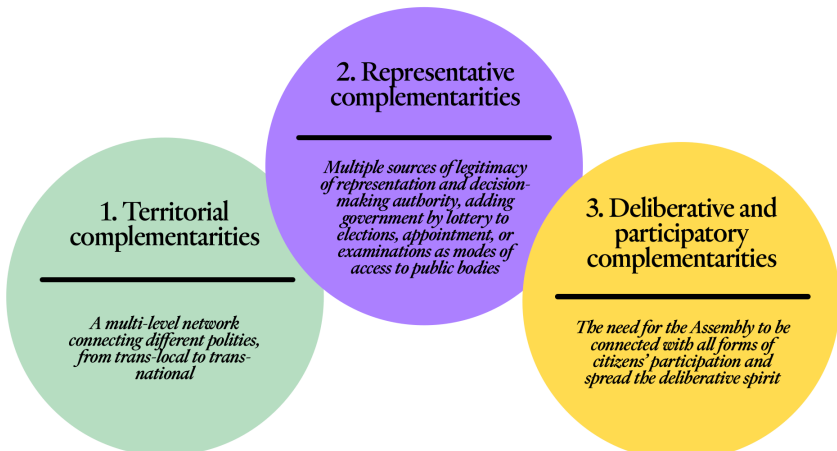 1. Territorial
complementarities
A multi-level network
connecting different polities,
from trans-local to trans-
national
2. Representative
complementarities
Multiple sources of legitimacy
of representation and decision-
making authority, adding
government by lottery to
elections, appointment, or
examinations as modes of
access to public bodies
3. Deliberative and
participatory
complementarities
The need for the Assembly to be
connected with all forms of
citizens' participation and
spread the deliberative spirit